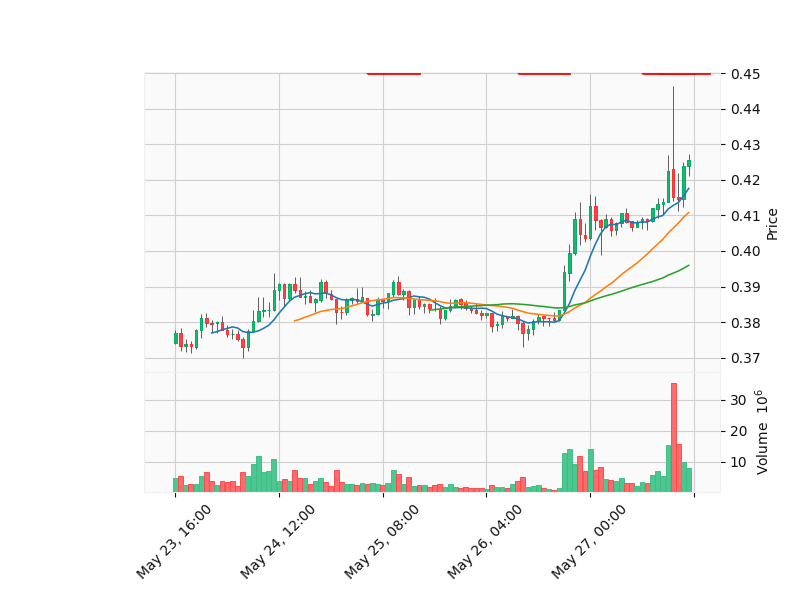 0.45
0.44
0.43
0.42
0.41
0.40
0.39
0.38
0.37
Price
30
20
10
Volume 10⁶
May 23, 16:00
May 24, 12:00
May 25, 08:00
May 26, 04:00
May 27, 00:00